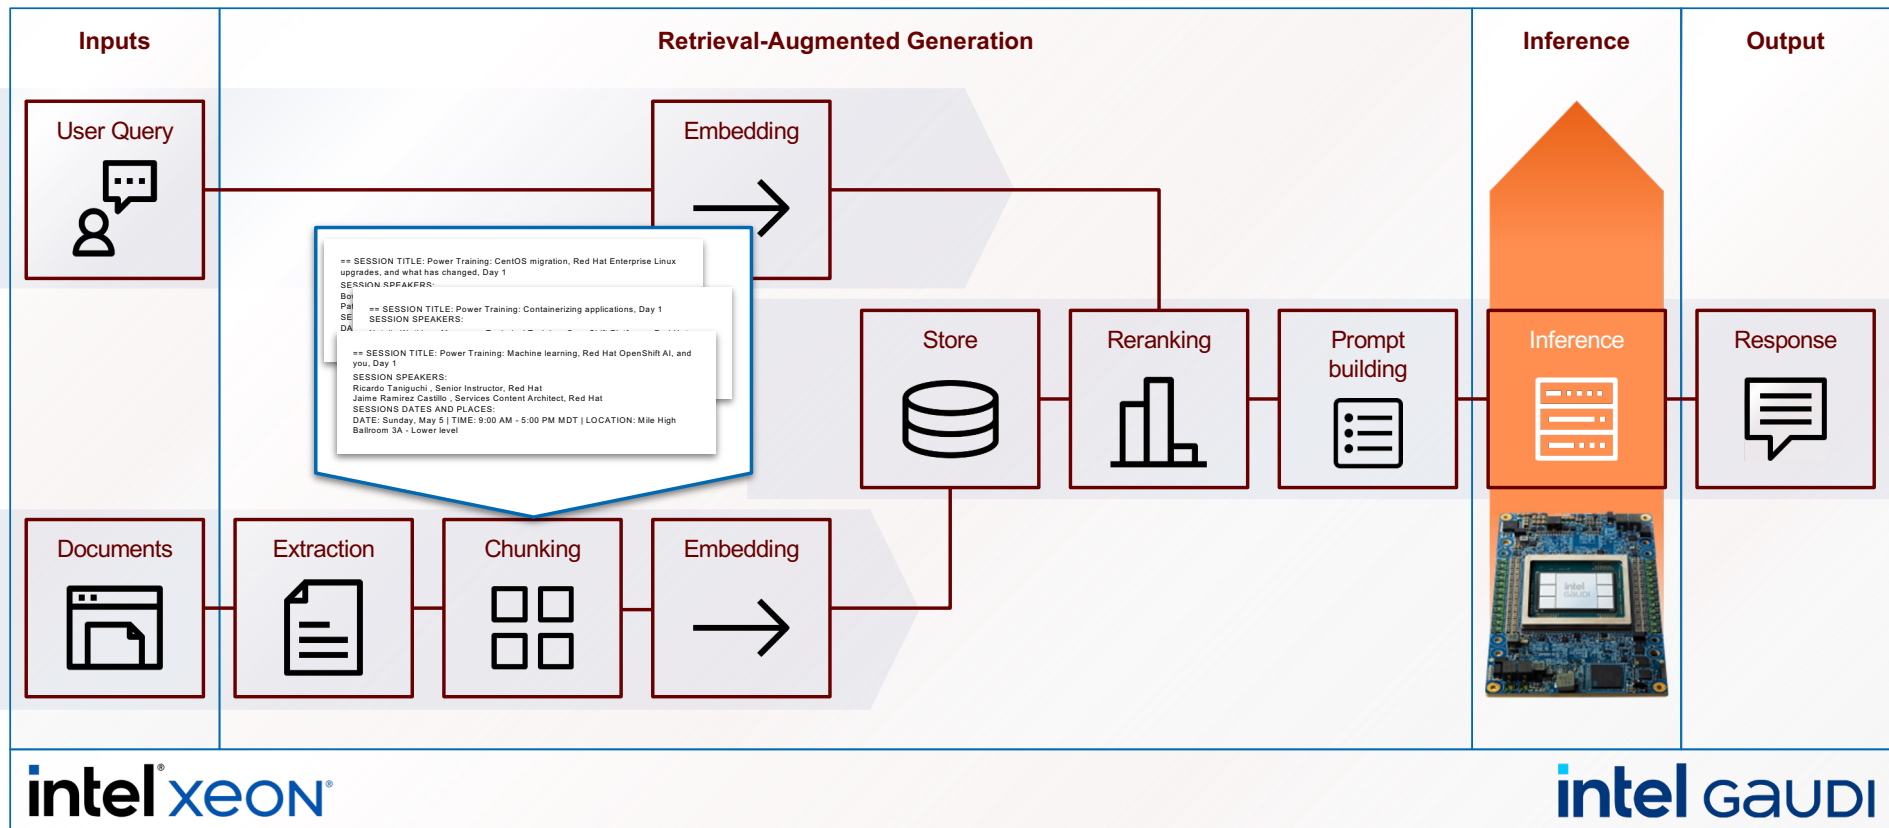 Inputs
Retrieval-Augmented Generation
Inference
Output
User Query
Embedding
== SESSION TITLE: Power Training: CentOS migration, Red Hat Enterprise Linux
upgrades, and what has changed, Day 1
SESSION SPEAKERS:
== SESSION TITLE: Power Training: Containerizing applications, Day 1
SESSION SPEAKERS:
== SESSION TITLE: Power Training: Machine learning, Red Hat OpenShift AI, and
you, Day 1
SESSION SPEAKERS:
Ricardo Taniguchi , Senior Instructor, Red Hat
Jaime Ramirez Castillo , Services Content Architect, Red Hat
SESSIONS DATES AND PLACES:
DATE: Sunday, May 5 | TIME: 9:00 AM - 5:00 PM MDT | LOCATION: Mile High
Ballroom 3A - Lower level
Store
Reranking
Prompt
building
Inference
Response
Documents
Extraction
Chunking
Embedding
intel
GAUDI
intel® xeon®
intel GAUDI